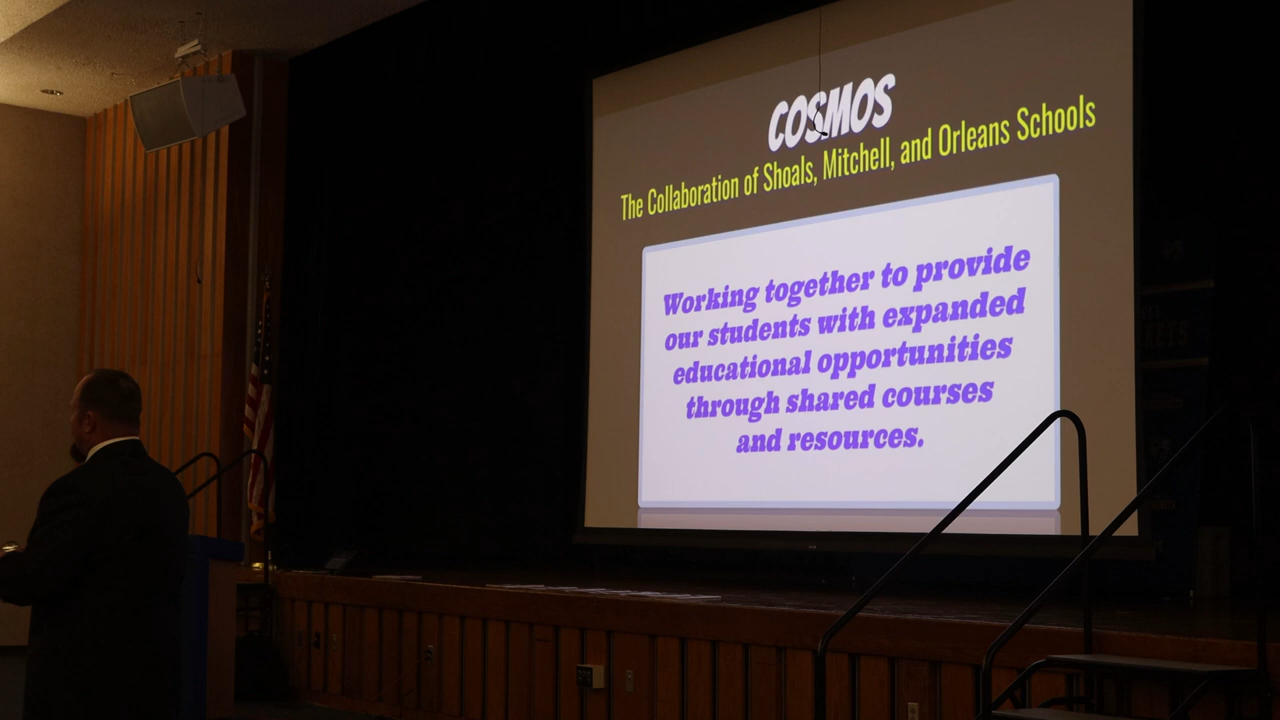 COSMOS
The Collaboration of Shoals, Mitchell, and Orleans Schools
Working together to provide
our students with expanded
educational opportunities
through shared courses
and resources.